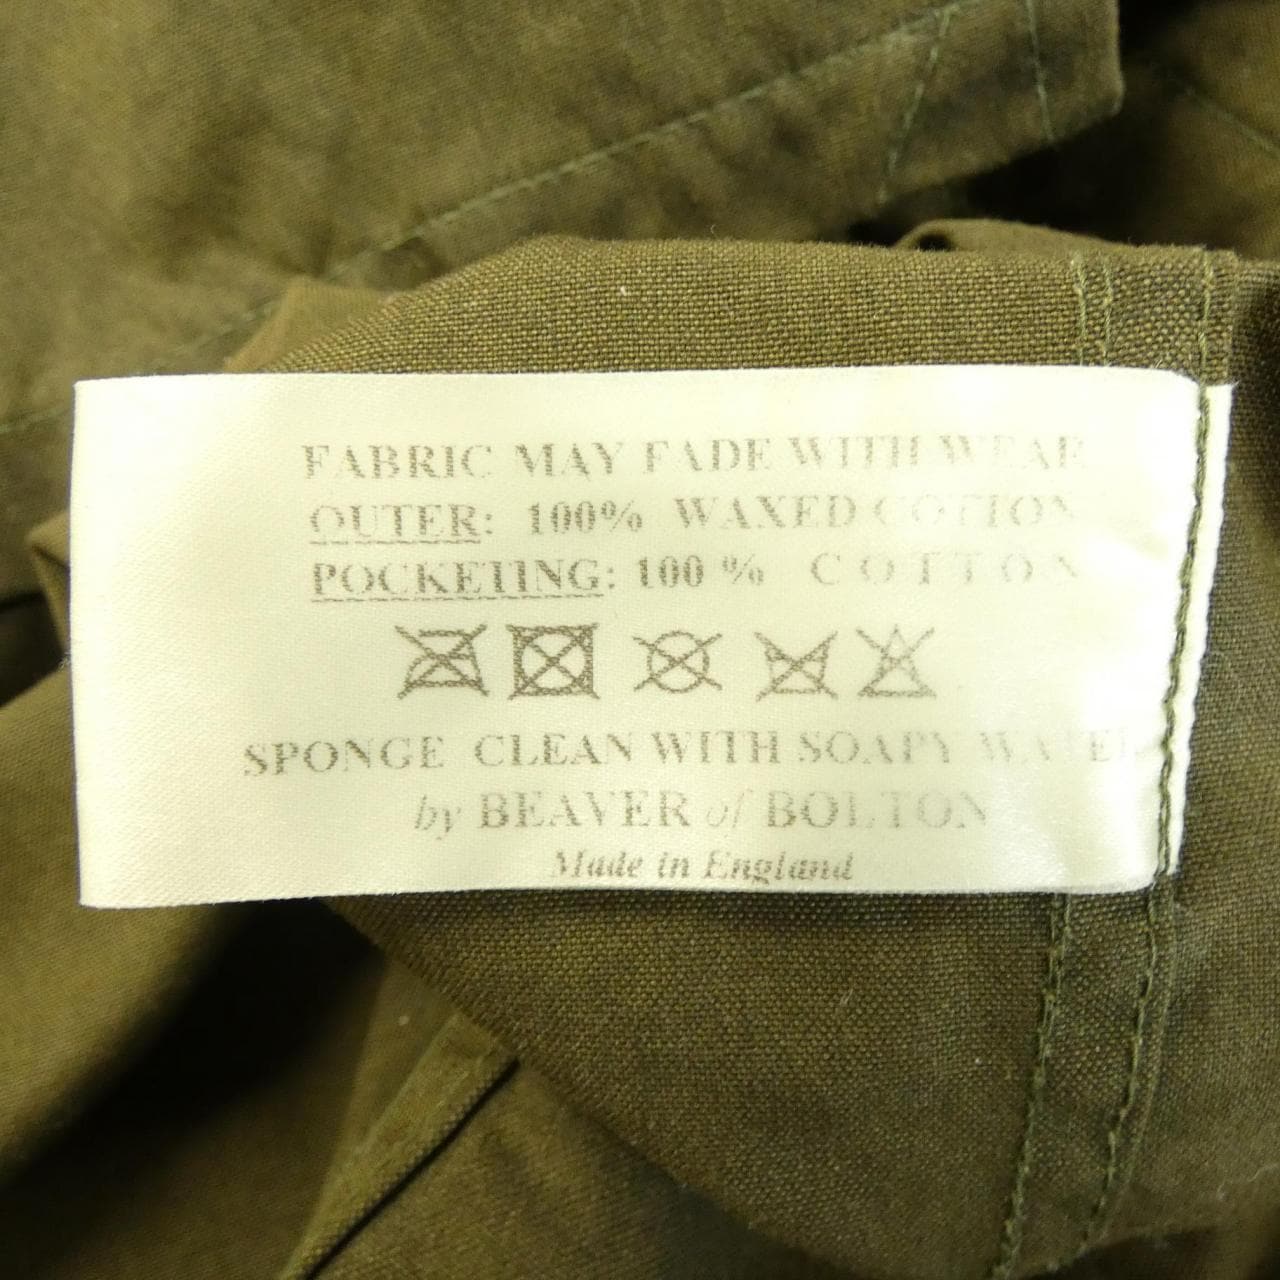 FABRIC MAY FADE WITH WEAR
OUTER: 100% WAXED COTTON
POCKETING: 100 % COTTON
SPONGE CLEAN WITH SOAPY WATER
by BEAVER of BOLTON
Made in England